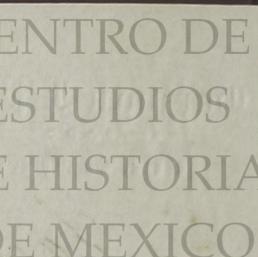 ENTRO DE
ESTUDIOS
E HISTORIA
DE MEXICO